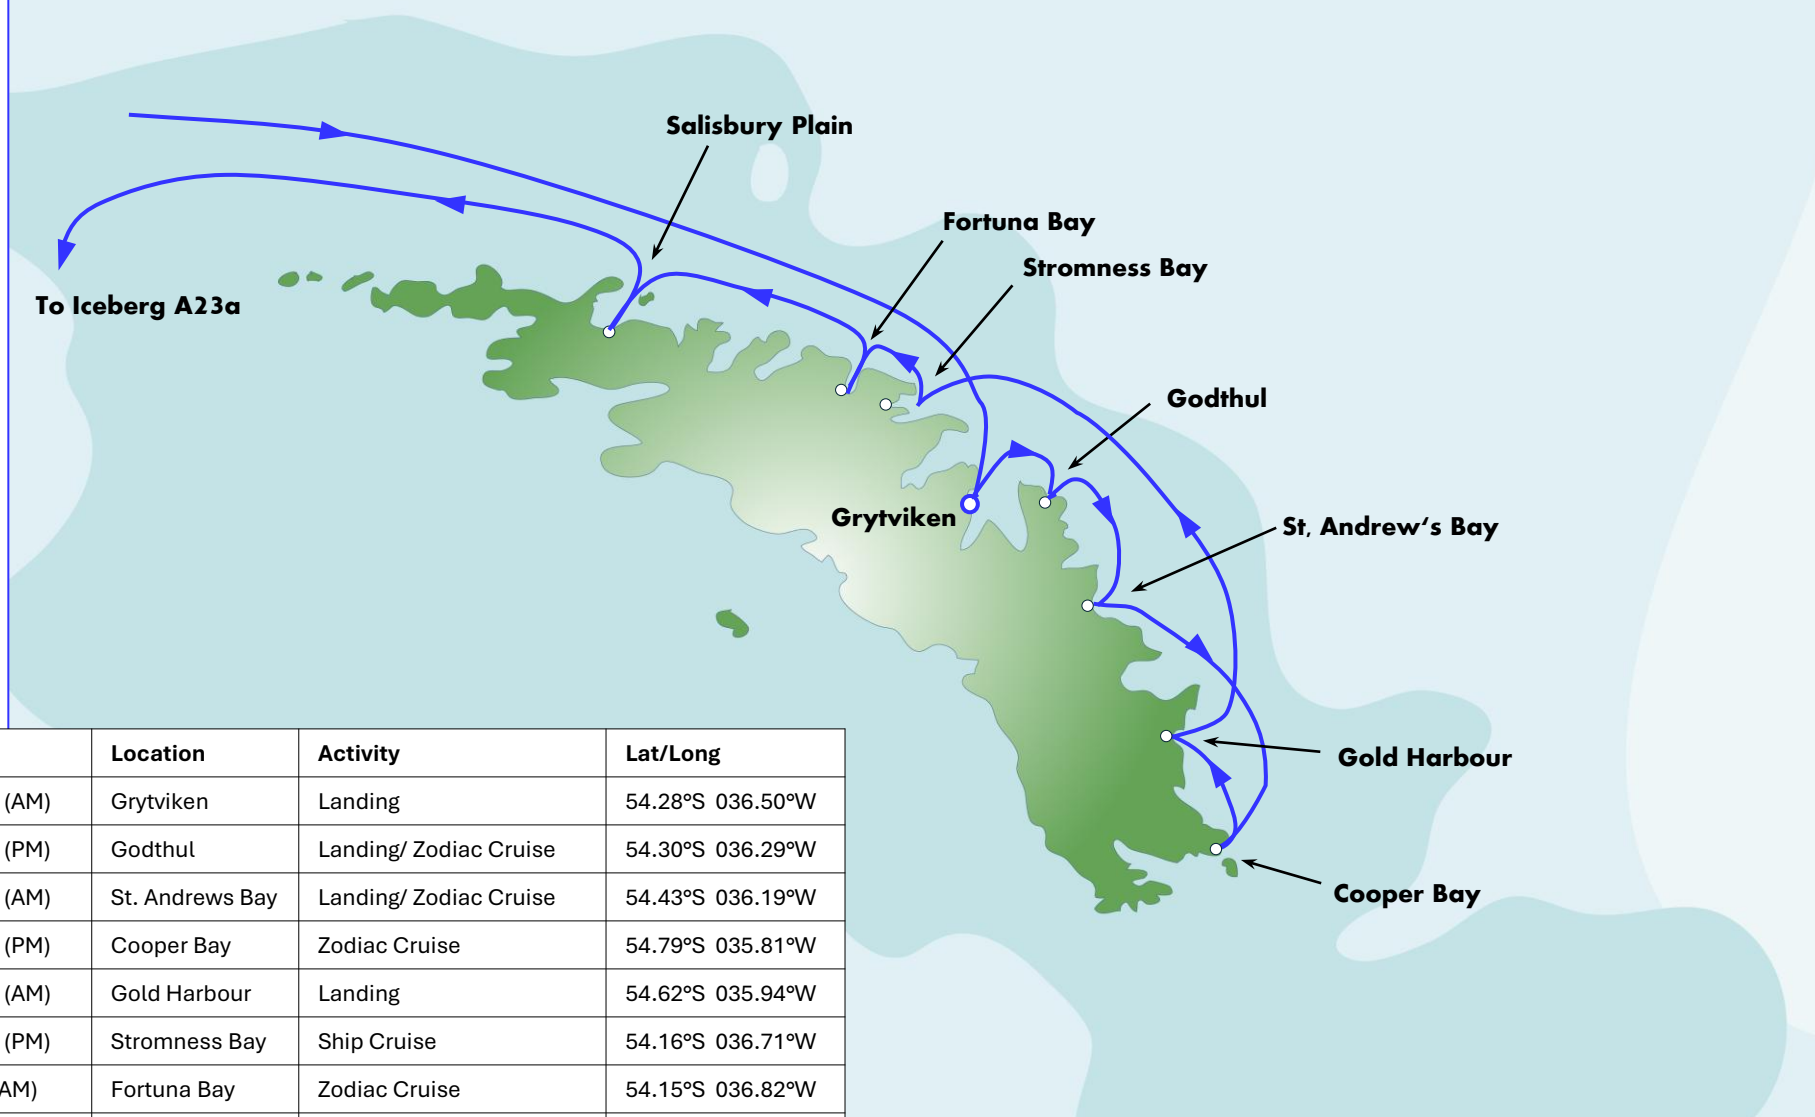 Salisbury Plain
Fortuna Bay
Stromness Bay
To Iceberg A23a
Godthul
Grytviken
St, Andrew‘s Bay
Gold Harbour
Cooper Bay
Location Activity Lat/Long
(AM) Grytviken Landing 54.28°S 036.50°W
(PM) Godthul Landing/ Zodiac Cruise 54.30°S 036.29°W
(AM) St. Andrews Bay Landing/ Zodiac Cruise 54.43°S 036.19°W
(PM) Cooper Bay Zodiac Cruise 54.79°S 035.81°W
(AM) Gold Harbour Landing 54.62°S 035.94°W
(PM) Stromness Bay Ship Cruise 54.16°S 036.71°W
AM) Fortuna Bay Zodiac Cruise 54.15°S 036.82°W